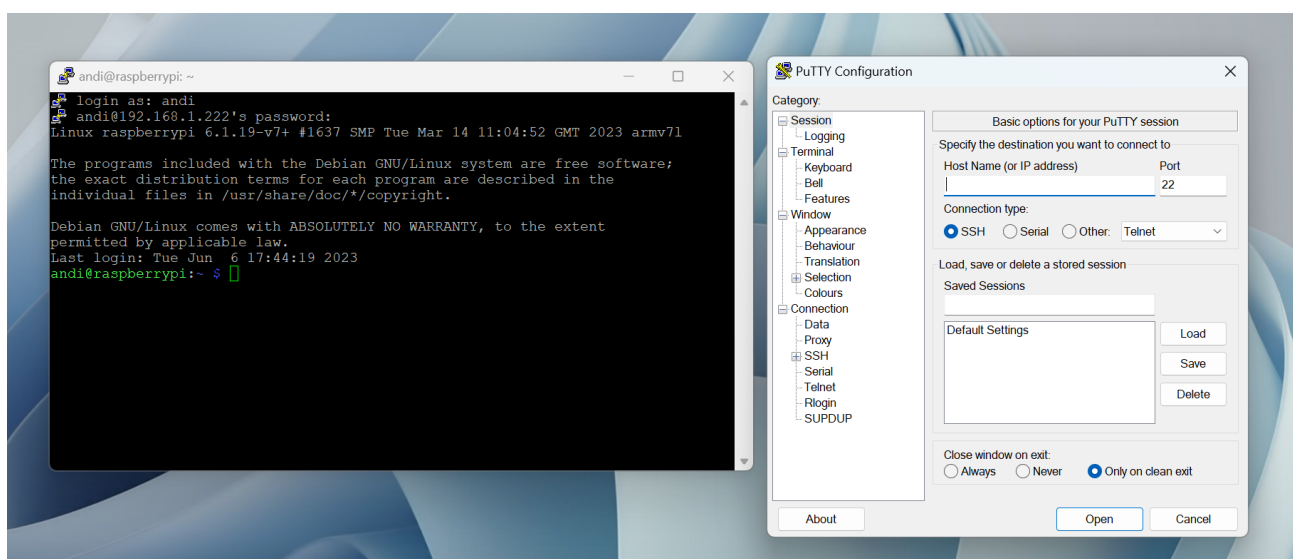 andi@raspberrypi: ~
login as: andi
andi@192.168.1.222's password:
Linux raspberrypi 6.1.19-v7+ #1637 SMP Tue Mar 14 11:04:52 GMT 2023 armv7l
The programs included with the Debian GNU/Linux system are free software;
the exact distribution terms for each program are described in the
individual files in /usr/share/doc/*/copyright.
Debian GNU/Linux comes with ABSOLUTELY NO WARRANTY, to the extent
permitted by applicable law.
Last login: Tue Jun  6 17:44:19 2023
andi@raspberrypi:~ $
PuTTY Configuration
Category:
Session
Logging
Terminal
Keyboard
Bell
Features
Window
Appearance
Behaviour
Translation
Selection
Colours
Connection
Data
Proxy
SSH
Serial
Telnet
Rlogin
SUPDUP
Basic options for your PuTTY session
Specify the destination you want to connect to
Host Name (or IP address) Port
22
Connection type:
SSH Serial Other: Telnet
Load, save or delete a stored session
Saved Sessions
Default Settings
Load
Save
Delete
Close window on exit:
Always Never Only on clean exit
About Open Cancel